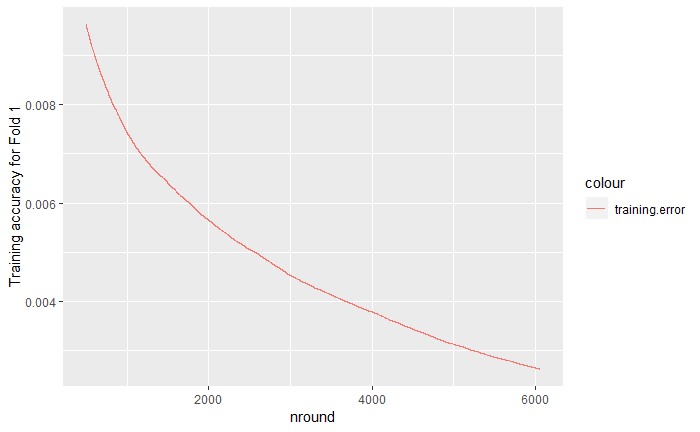 Training accuracy for Fold 1
0.008
0.006
0.004
2000 4000 6000
nround
colour
training.error